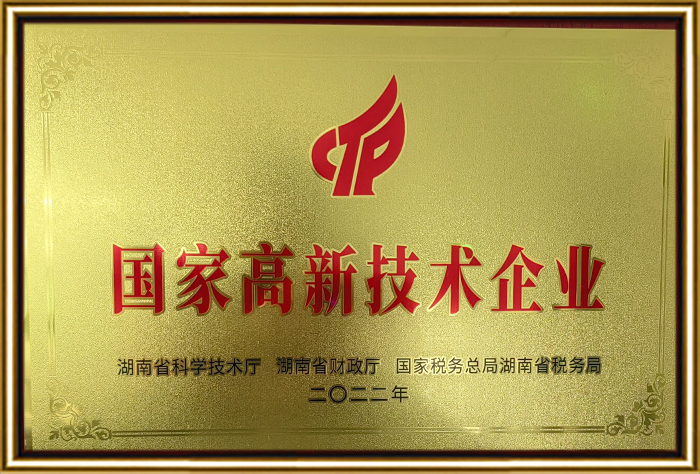 CTP
国家高新技术企业
湖南省科学技术厅 湖南省财政厅 国家税务总局湖南省税务局
二〇二二年